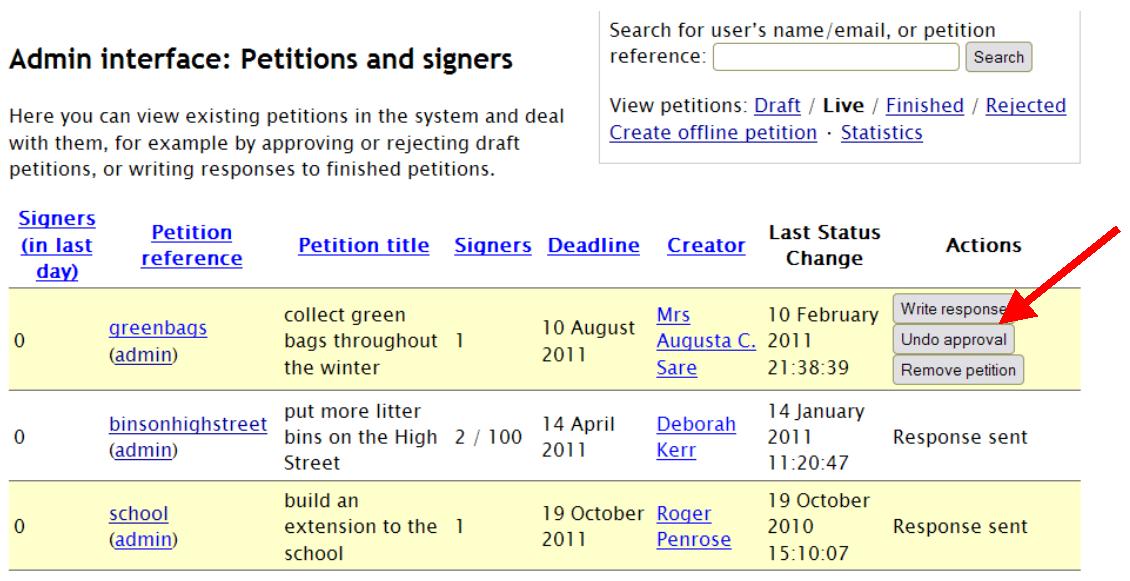 Search for user's name/email, or petition
reference: Search
Admin interface: Petitions and signers
View petitions: Draft / Live / Finished / Rejected
Create offline petition · Statistics
Here you can view existing petitions in the system and deal
with them, for example by approving or rejecting draft
petitions, or writing responses to finished petitions.
Signers
(in last
day)
Petition
reference
Petition title
Signers
Deadline
Creator
Last Status
Change
Actions
0
greenbags
(admin)
collect green
bags throughout
the winter
1
10 August
2011
Mrs
Augusta C.
Sare
10 February
2011
21:38:39
Write response
Undo approval
Remove petition
0
binsonhighstreet
(admin)
put more litter
bins on the High
Street
2 / 100
14 April
2011
Deborah
Kerr
14 January
2011
11:20:47
Response sent
0
school
(admin)
build an
extension to the
school
1
19 October
2011
Roger
Penrose
19 October
2010
15:10:07
Response sent